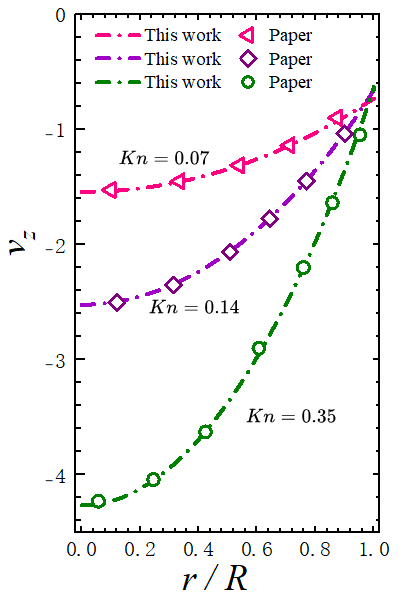 0
This work Paper
This work Paper
This work Paper
-1
Kn = 0.07
-2
Kn = 0.14
-3
Kn = 0.35
-4
v_z
0.0 0.2 0.4 0.6 0.8 1.0
r / R